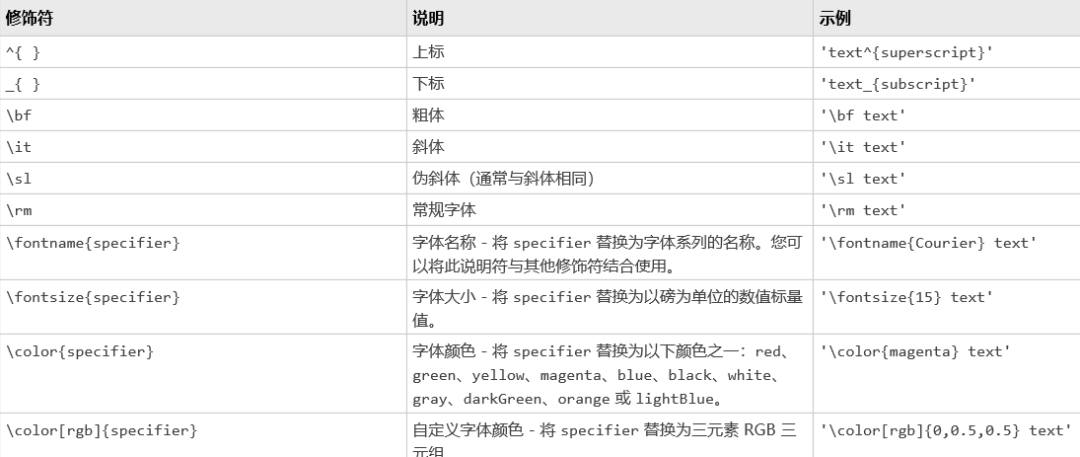 修饰符 说明 示例
^{ } 上标 'text^{superscript}'
_{ } 下标 'text_{subscript}'
\bf 粗体 '\bf text'
\it 斜体 '\it text'
\sl 伪斜体（通常与斜体相同） '\sl text'
\rm 常规字体 '\rm text'
\fontname{specifier} 字体名称 - 将 specifier 替换为字体系列的名称。您可 '\fontname{Courier} text'
以将此说明符与其他修饰符结合使用。
\fontsize{specifier} 字体大小 - 将 specifier 替换为以磅为单位的数值标量 '\fontsize{15} text'
值。
\color{specifier} 字体颜色 - 将 specifier 替换为以下颜色之一：red、 '\color{magenta} text'
green、yellow、magenta、blue、black、white、
gray、darkGreen、orange 或 lightBlue。
\color[rgb]{specifier} 自定义字体颜色 - 将 specifier 替换为三元素 RGB 三 '\color[rgb]{0,0.5,0.5} text'
元组